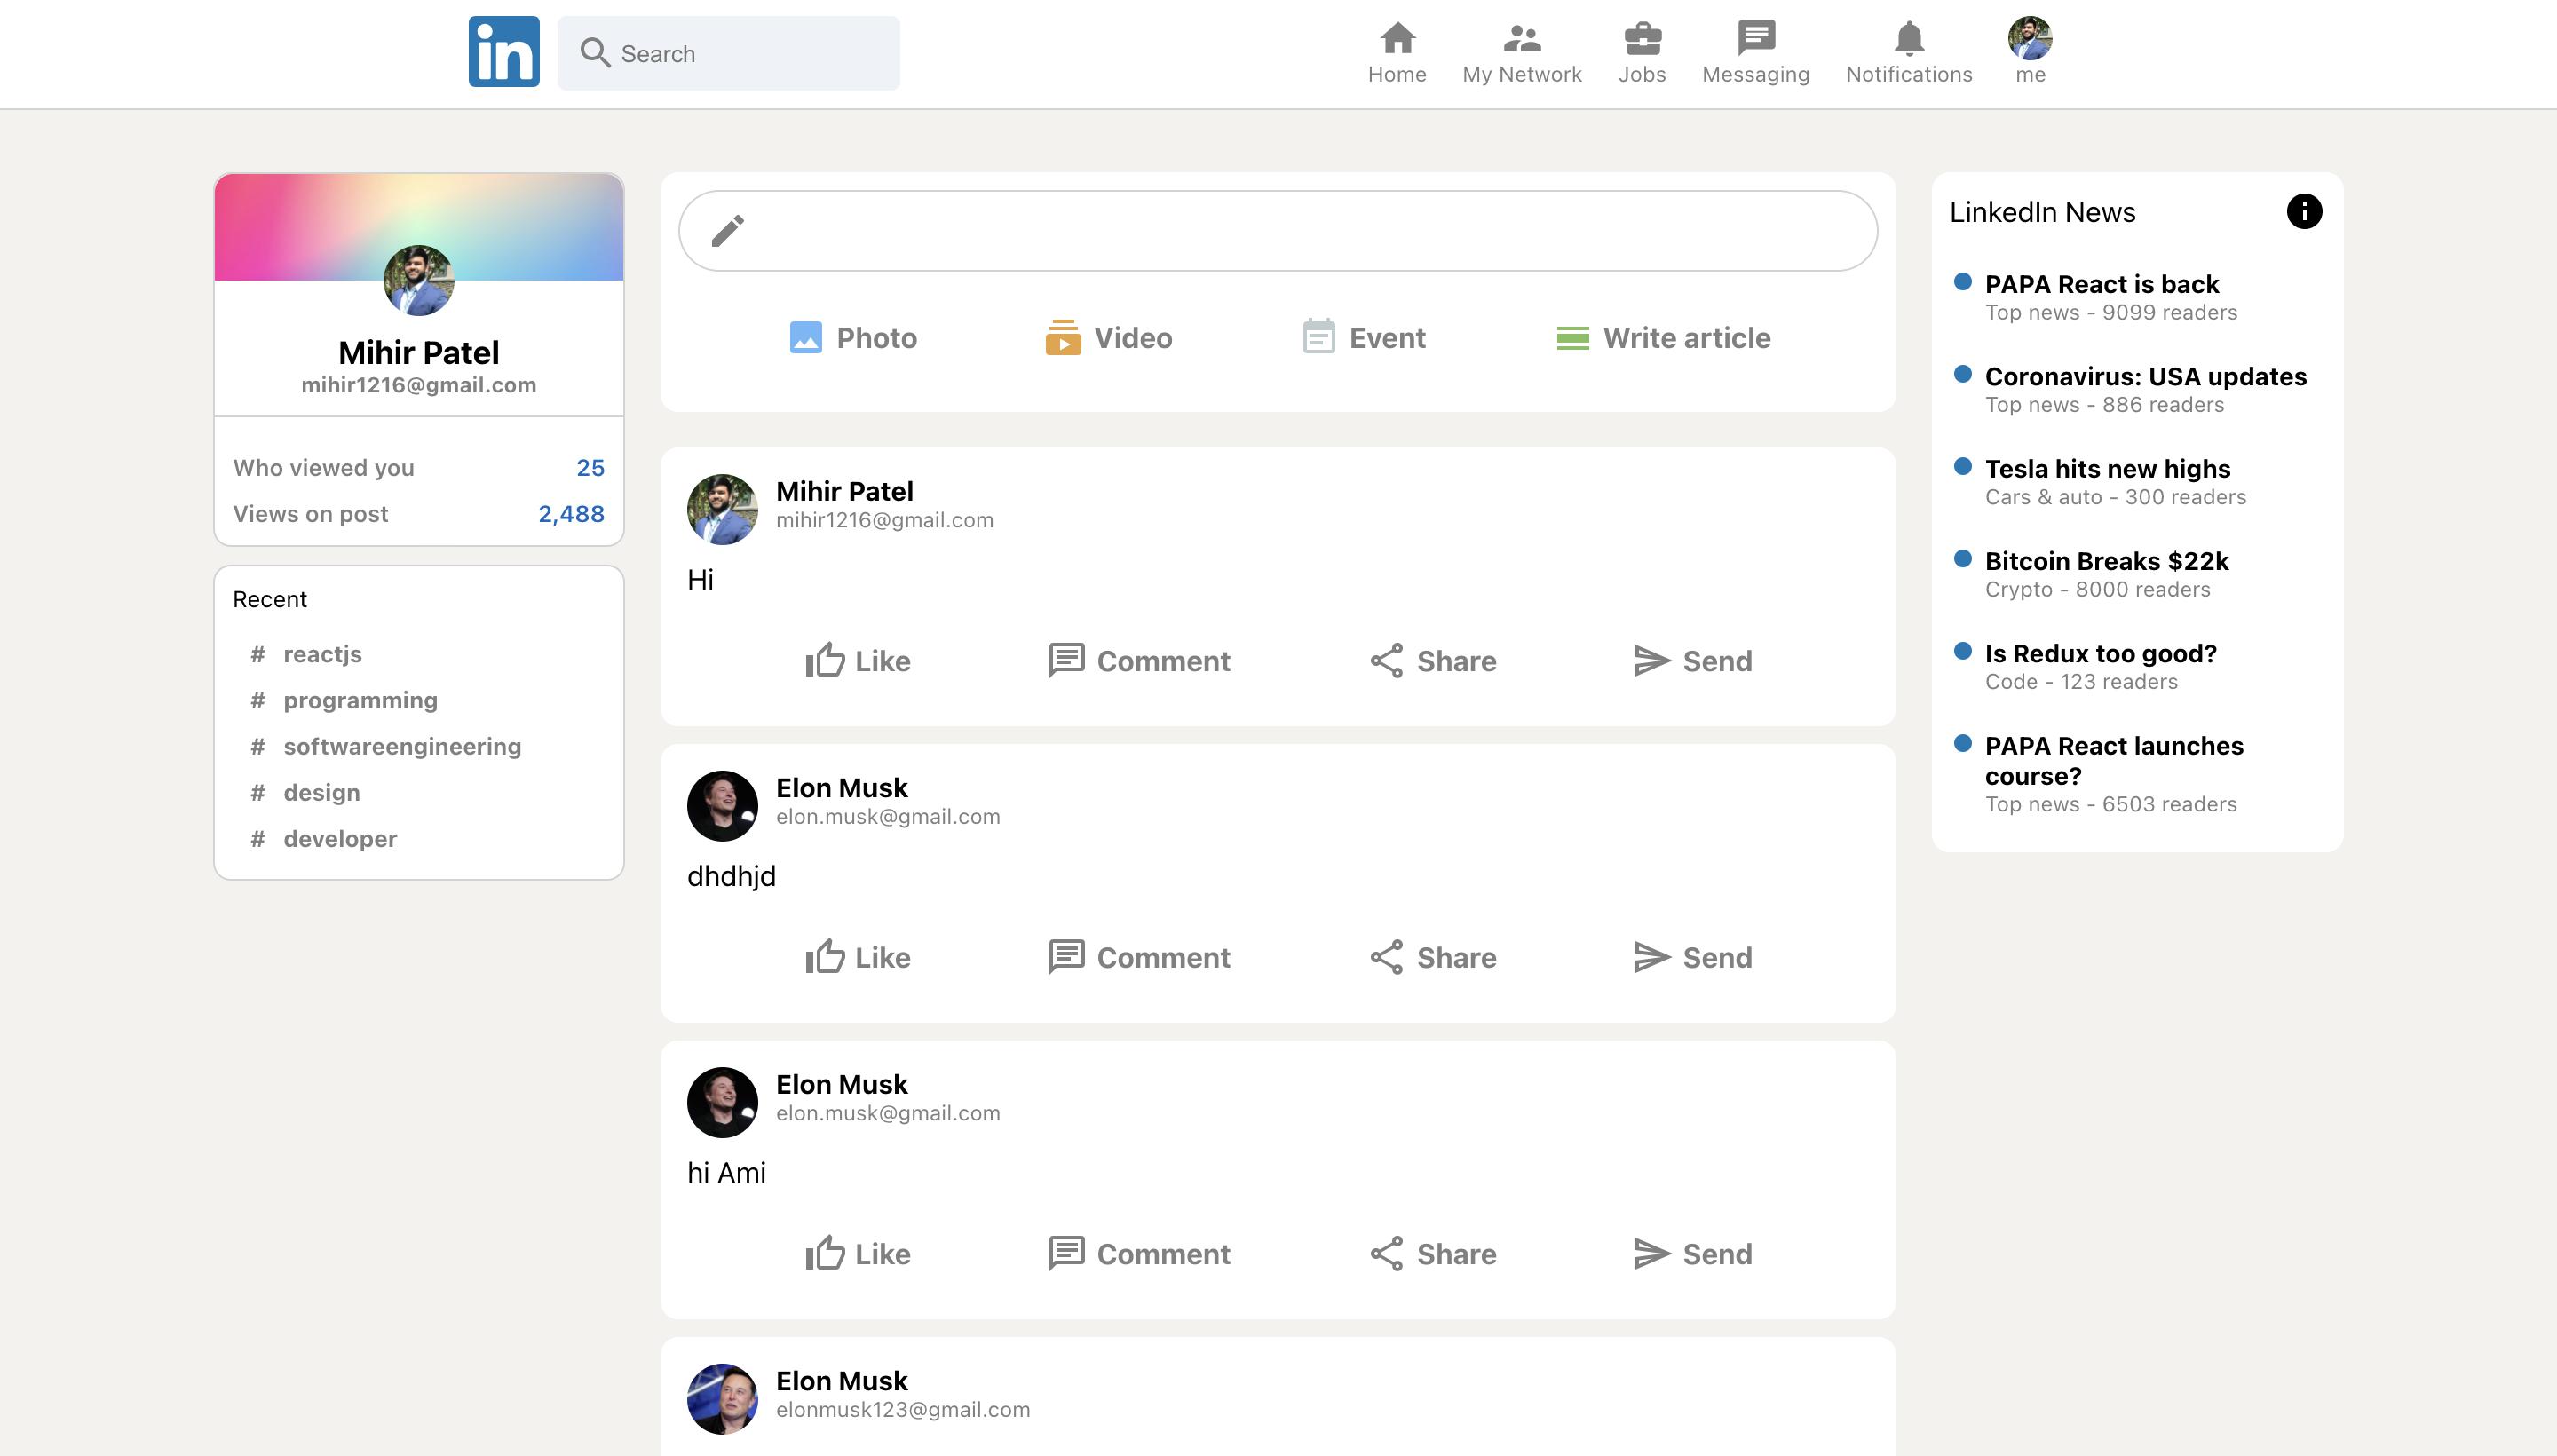 in
Search
Home
My Network
Jobs
Messaging
Notifications
me
Mihir Patel
mihir1216@gmail.com
Who viewed you 25
Views on post 2,488
Recent
# reactjs
# programming
# softwareengineering
# design
# developer
Photo
Video
Event
Write article
Mihir Patel
mihir1216@gmail.com
Hi
Like
Comment
Share
Send
Elon Musk
elon.musk@gmail.com
dhdhjd
Like
Comment
Share
Send
Elon Musk
elon.musk@gmail.com
hi Ami
Like
Comment
Share
Send
Elon Musk
elonmusk123@gmail.com
LinkedIn News
PAPA React is back
Top news - 9099 readers
Coronavirus: USA updates
Top news - 886 readers
Tesla hits new highs
Cars & auto - 300 readers
Bitcoin Breaks $22k
Crypto - 8000 readers
Is Redux too good?
Code - 123 readers
PAPA React launches
course?
Top news - 6503 readers